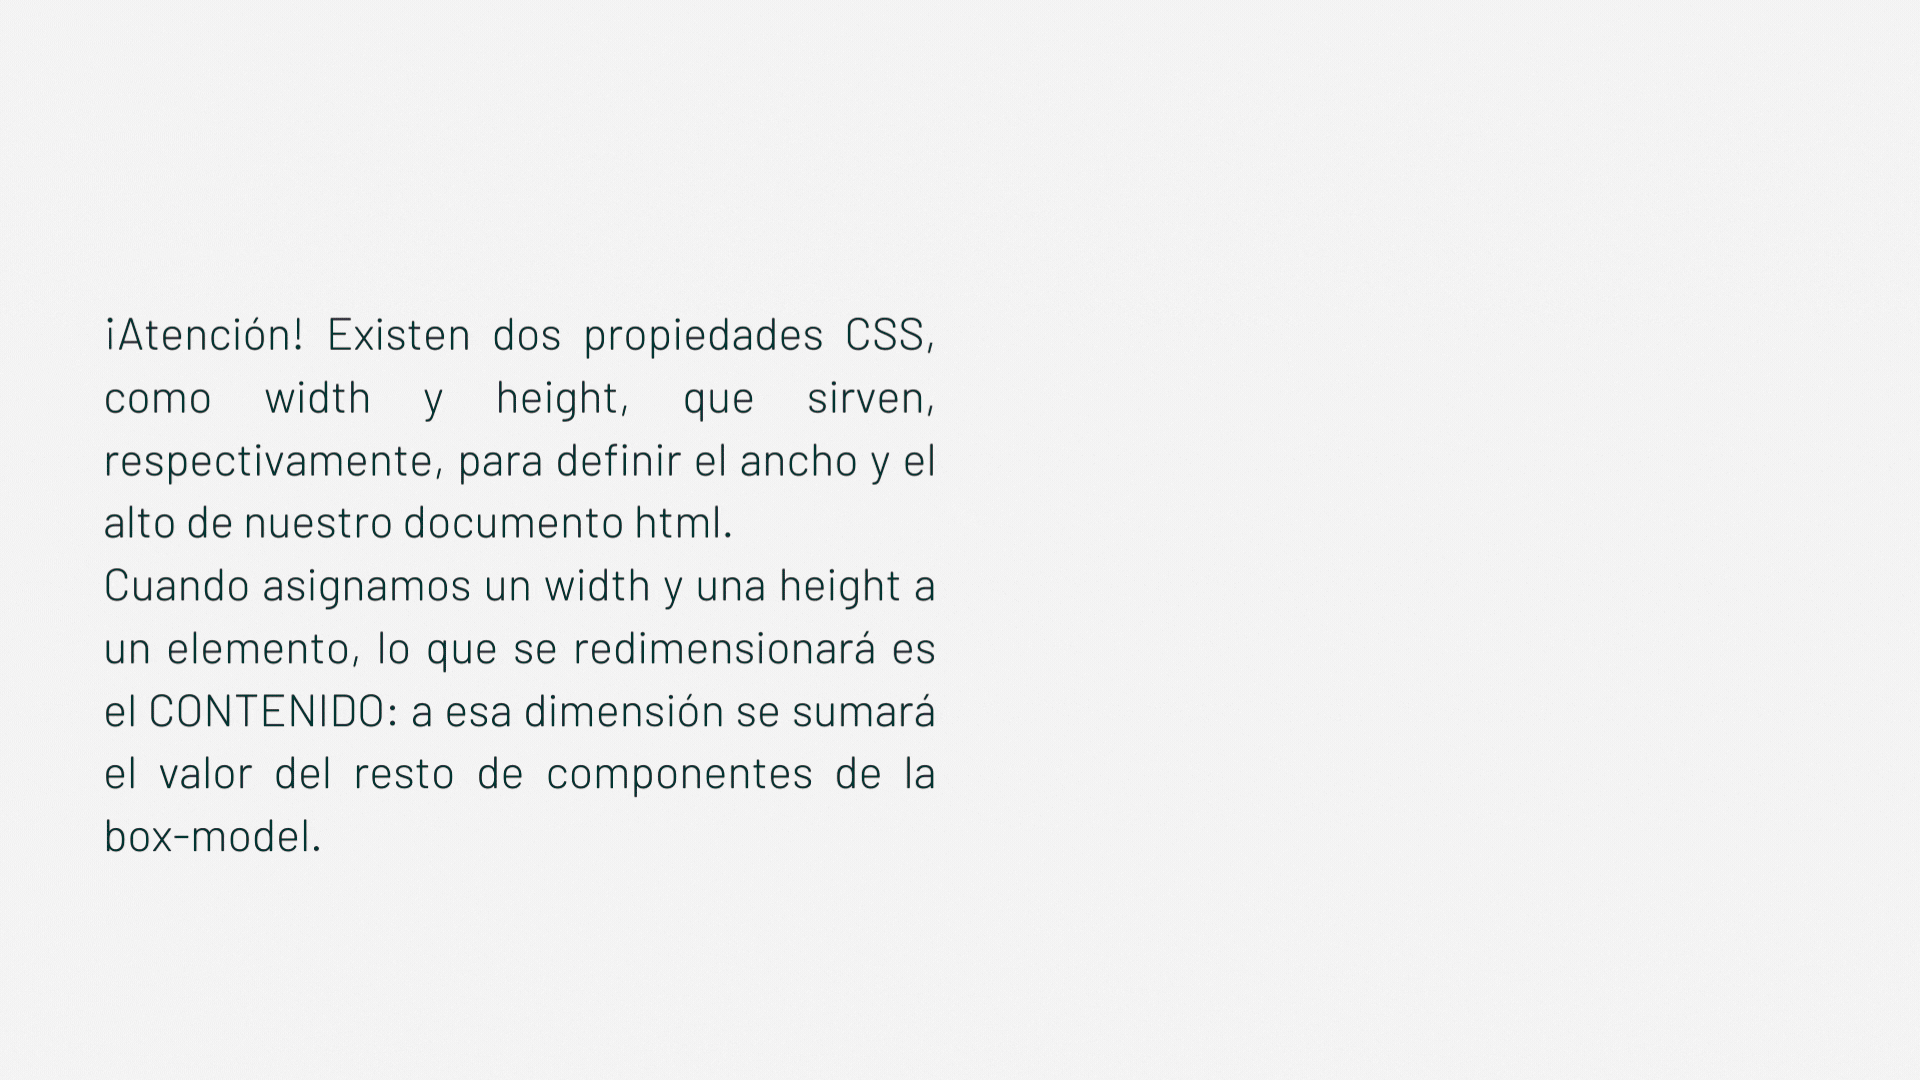 ¡Atención! Existen dos propiedades CSS,
como width y height, que sirven,
respectivamente, para definir el ancho y el
alto de nuestro documento html.
Cuando asignamos un width y una height a
un elemento, lo que se redimensionará es
el CONTENIDO: a esa dimensión se sumará
el valor del resto de componentes de la
box-model.